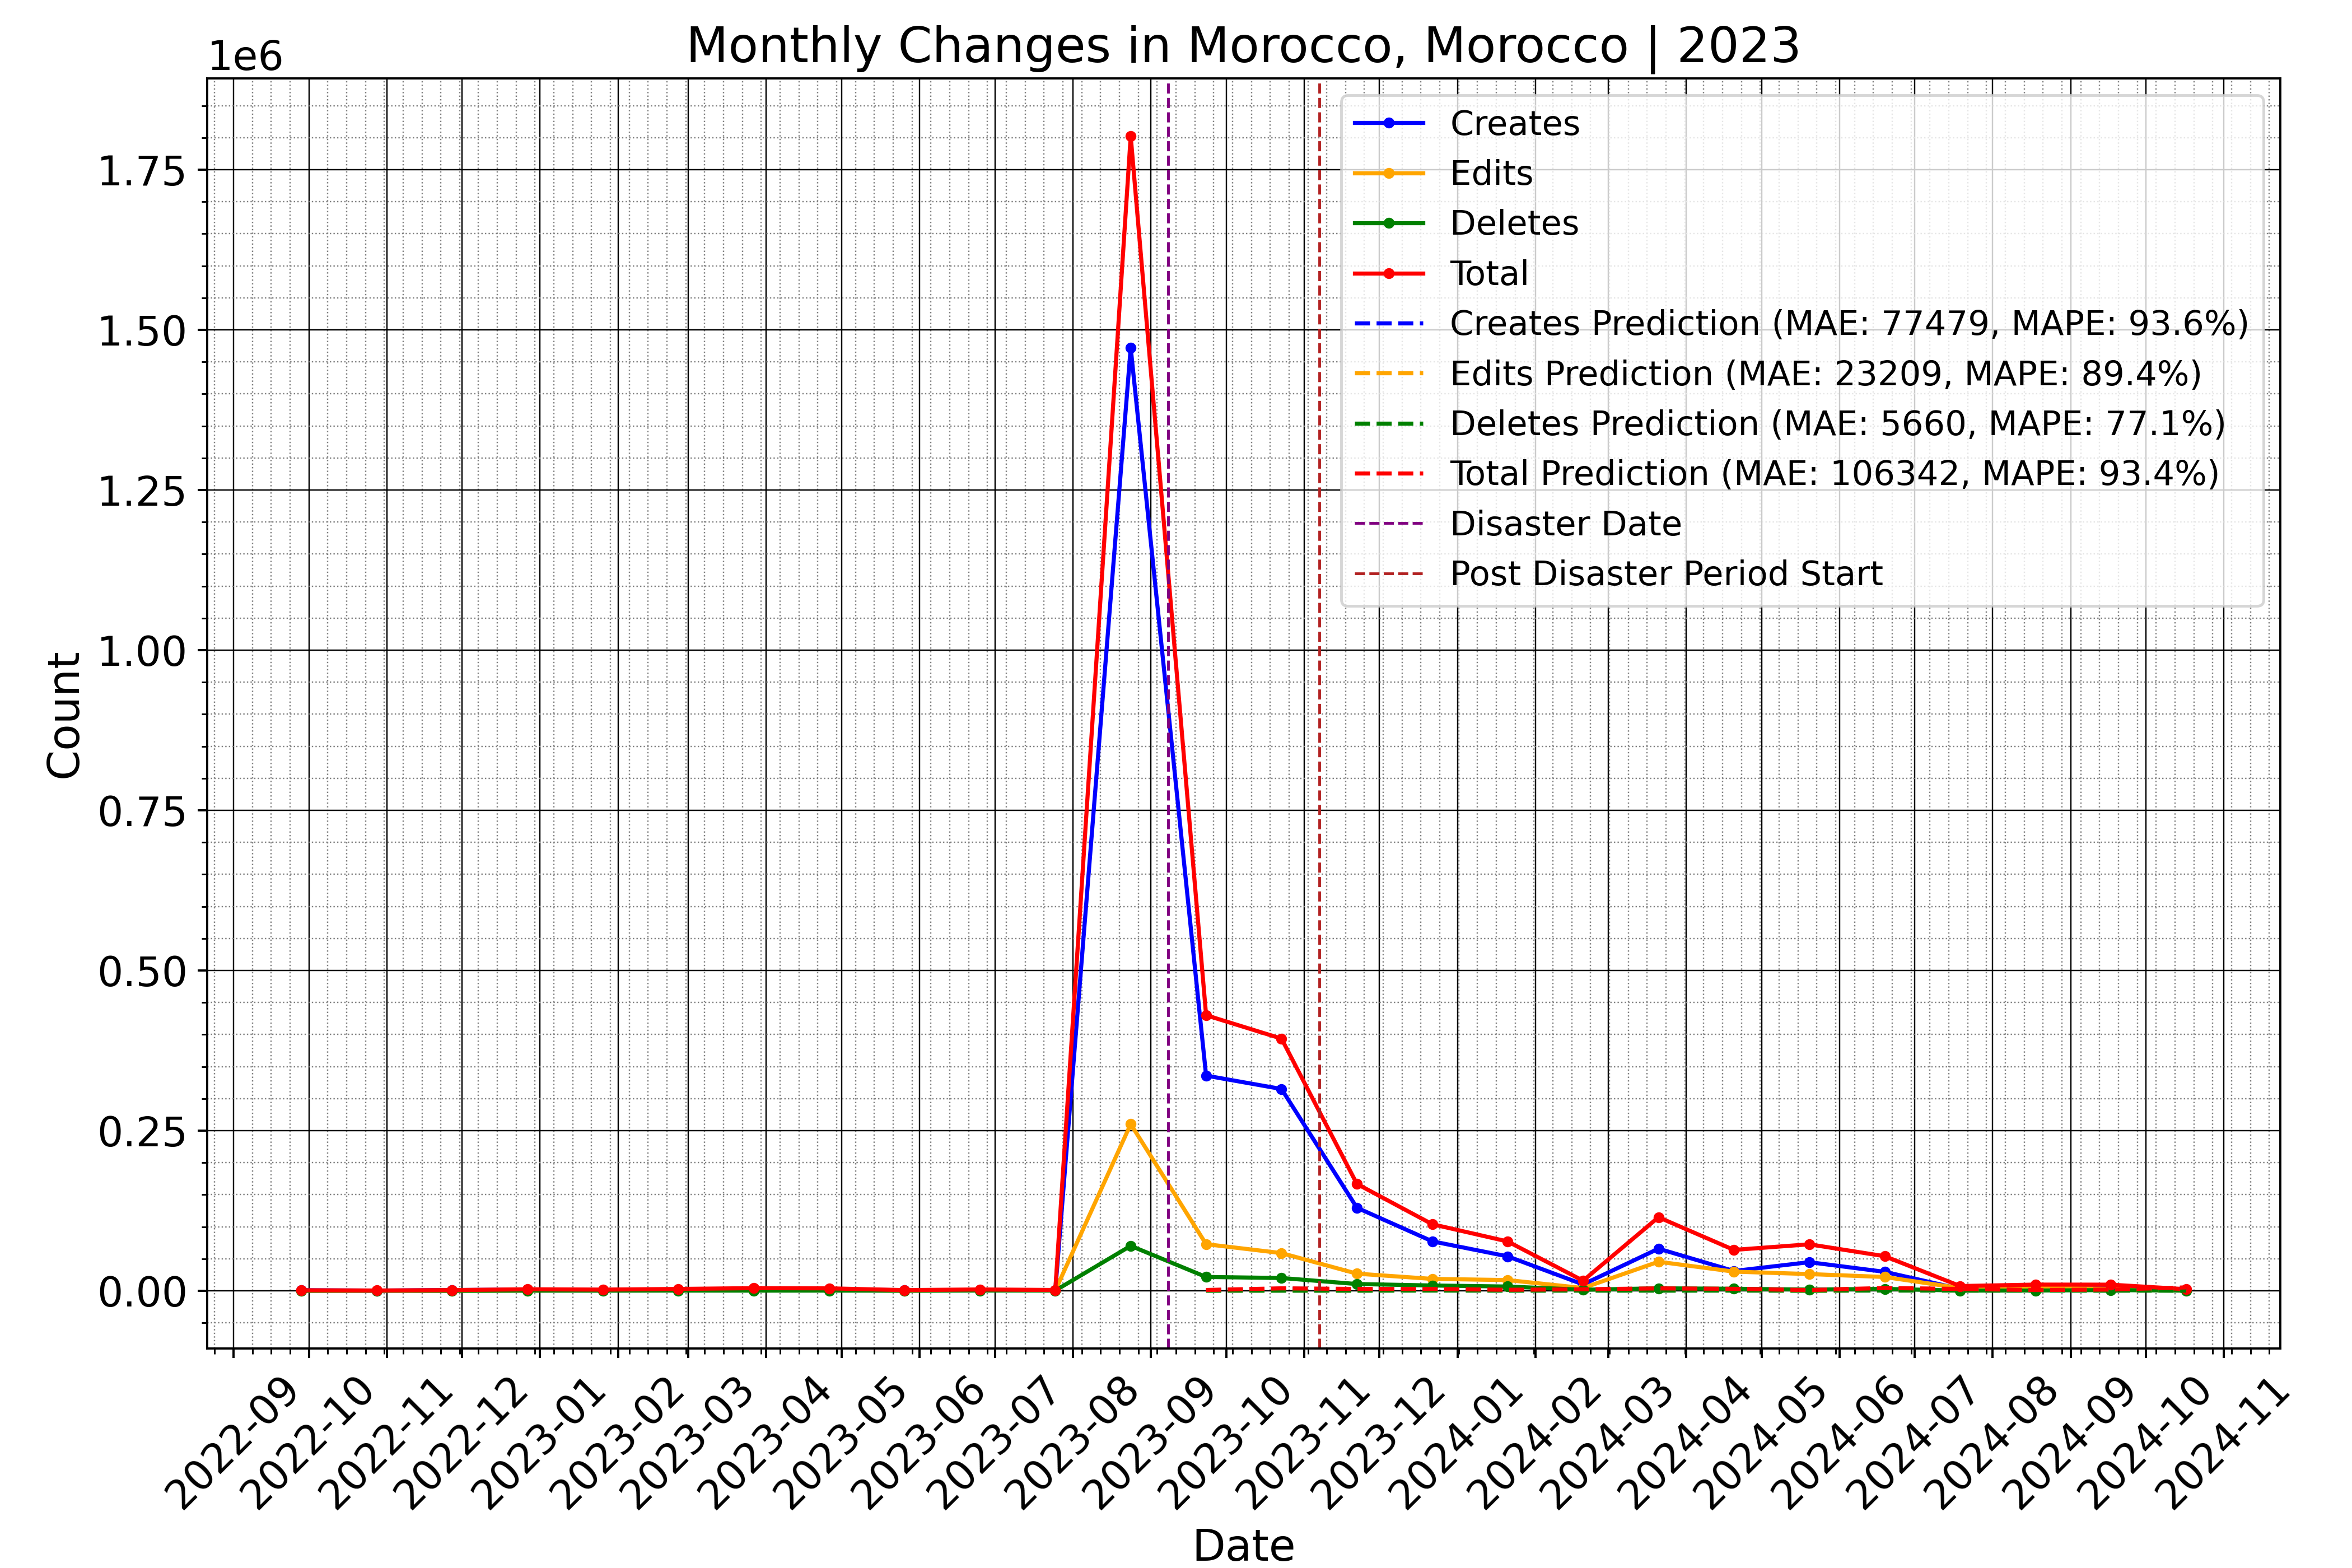 Monthly Changes in Morocco, Morocco | 2023
1e6
1.75
1.50
1.25
1.00
0.75
0.50
0.25
0.00
Count
Creates
Edits
Deletes
Total
Creates Prediction (MAE: 77479, MAPE: 93.6%)
Edits Prediction (MAE: 23209, MAPE: 89.4%)
Deletes Prediction (MAE: 5660, MAPE: 77.1%)
Total Prediction (MAE: 106342, MAPE: 93.4%)
Disaster Date
Post Disaster Period Start
2022-09
2022-10
2022-11
2022-12
2023-01
2023-02
2023-03
2023-04
2023-05
2023-06
2023-07
2023-08
2023-09
2023-10
2023-11
2023-12
2024-01
2024-02
2024-03
2024-04
2024-05
2024-06
2024-07
2024-08
2024-09
2024-10
2024-11
Date